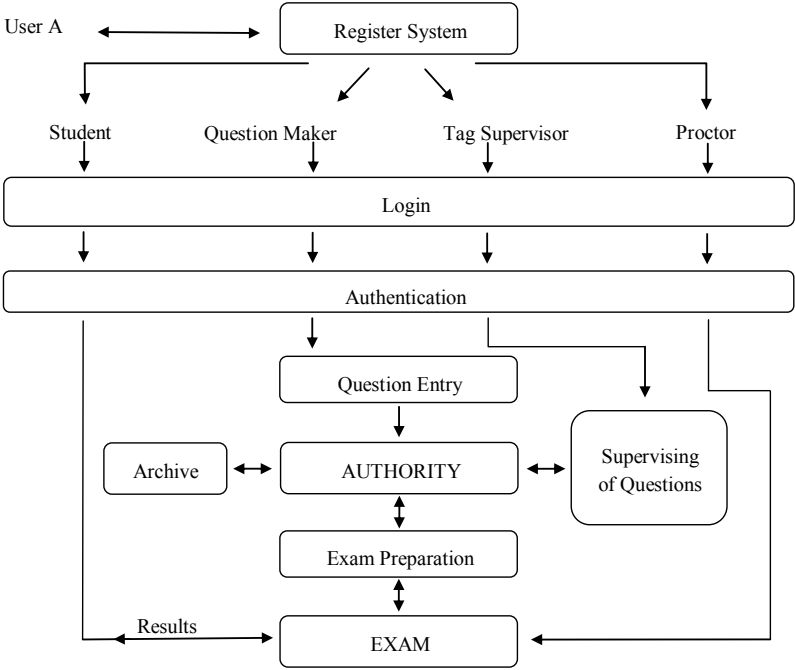 User A
Register System
Student
Question Maker
Tag Supervisor
Proctor
Login
Authentication
Question Entry
Archive
AUTHORITY
Supervising
of Questions
Exam Preparation
Results
EXAM